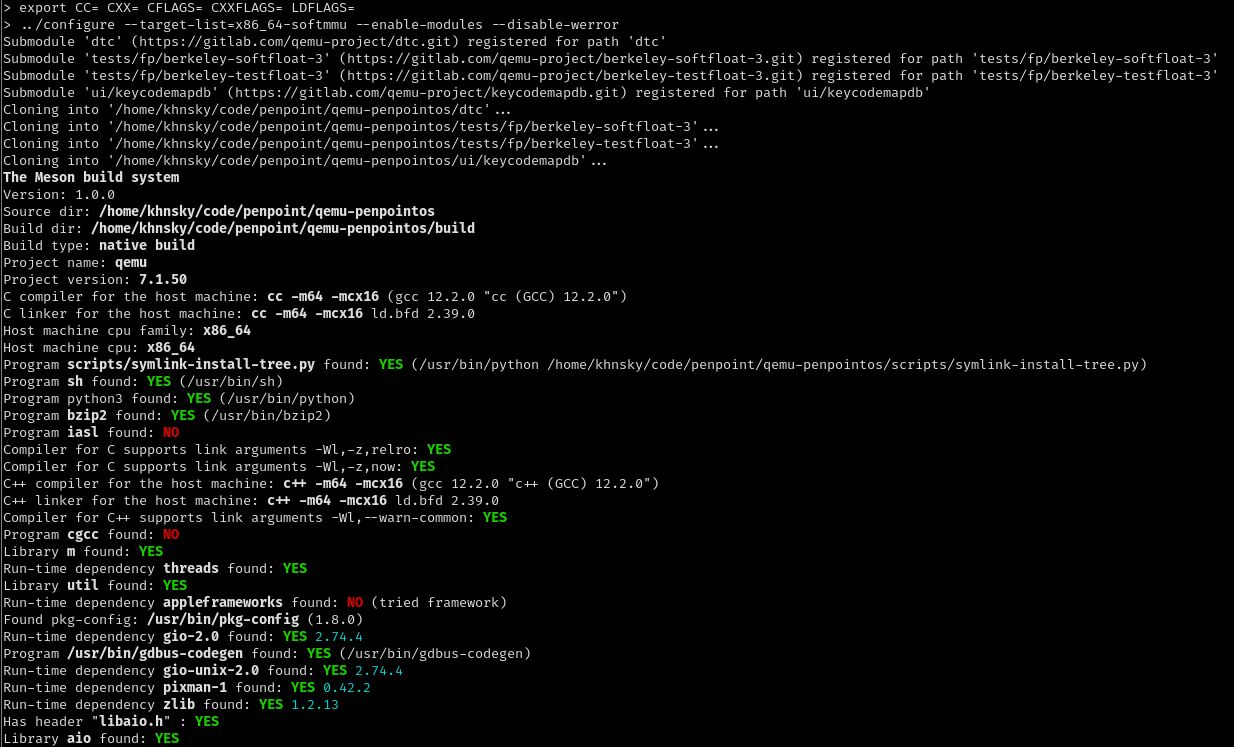 > export CC= CXX= CFLAGS= CXXFLAGS= LDFLAGS=
> ../configure --target-list=x86_64-softmmu --enable-modules --disable-werror
Submodule 'dtc' (https://gitlab.com/qemu-project/dtc.git) registered for path 'dtc'
Submodule 'tests/fp/berkeley-softfloat-3' (https://gitlab.com/qemu-project/berkeley-softfloat-3.git) registered for path 'tests/fp/berkeley-softfloat-3'
Submodule 'tests/fp/berkeley-testfloat-3' (https://gitlab.com/qemu-project/berkeley-testfloat-3.git) registered for path 'tests/fp/berkeley-testfloat-3'
Submodule 'ui/keycodemapdb' (https://gitlab.com/qemu-project/keycodemapdb.git) registered for path 'ui/keycodemapdb'
Cloning into '/home/khnsky/code/penpoint/qemu-penpointos/dtc'...
Cloning into '/home/khnsky/code/penpoint/qemu-penpointos/tests/fp/berkeley-softfloat-3'...
Cloning into '/home/khnsky/code/penpoint/qemu-penpointos/tests/fp/berkeley-testfloat-3'...
Cloning into '/home/khnsky/code/penpoint/qemu-penpointos/ui/keycodemapdb'...
The Meson build system
Version: 1.0.0
Source dir: /home/khnsky/code/penpoint/qemu-penpointos
Build dir: /home/khnsky/code/penpoint/qemu-penpointos/build
Build type: native build
Project name: qemu
Project version: 7.1.50
C compiler for the host machine: cc -m64 -mcx16 (gcc 12.2.0 "cc (GCC) 12.2.0")
C linker for the host machine: cc -m64 -mcx16 ld.bfd 2.39.0
Host machine cpu family: x86_64
Host machine cpu: x86_64
Program scripts/symlink-install-tree.py found: YES (/usr/bin/python /home/khnsky/code/penpoint/qemu-penpointos/scripts/symlink-install-tree.py)
Program sh found: YES (/usr/bin/sh)
Program python3 found: YES (/usr/bin/python)
Program bzip2 found: YES (/usr/bin/bzip2)
Program iasl found: NO
Compiler for C supports link arguments -Wl,-z,relro: YES
Compiler for C supports link arguments -Wl,-z,now: YES
C++ compiler for the host machine: c++ -m64 -mcx16 (gcc 12.2.0 "c++ (GCC) 12.2.0")
C++ linker for the host machine: c++ -m64 -mcx16 ld.bfd 2.39.0
Compiler for C++ supports link arguments -Wl,--warn-common: YES
Program cgcc found: NO
Library m found: YES
Run-time dependency threads found: YES
Library util found: YES
Run-time dependency appleframeworks found: NO (tried framework)
Found pkg-config: /usr/bin/pkg-config (1.8.0)
Run-time dependency gio-2.0 found: YES 2.74.4
Program /usr/bin/gdbus-codegen found: YES (/usr/bin/gdbus-codegen)
Run-time dependency gio-unix-2.0 found: YES 2.74.4
Run-time dependency pixman-1 found: YES 0.42.2
Run-time dependency zlib found: YES 1.2.13
Has header "libaio.h" : YES
Library aio found: YES